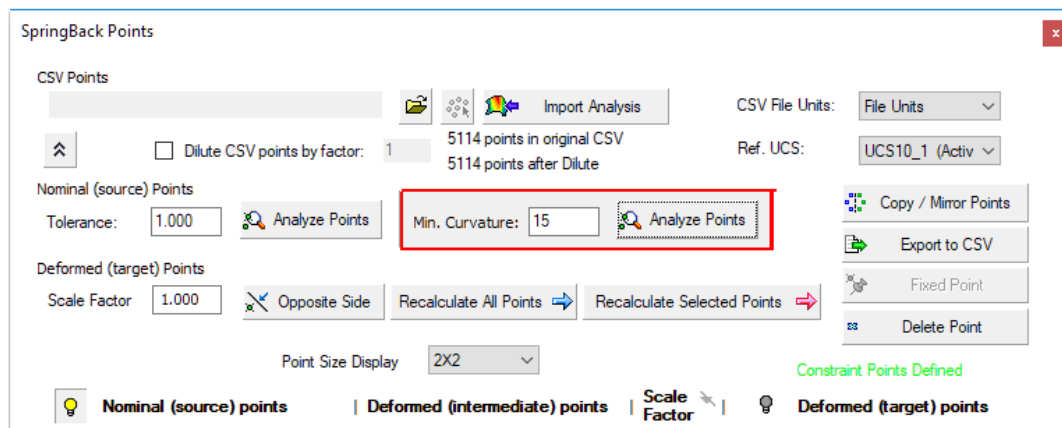 SpringBack Points
x
CSV Points
Import Analysis
CSV File Units:
File Units
Dilute CSV points by factor:
1
5114 points in original CSV
5114 points after Dilute
Ref. UCS:
UCS10_1 (Activ
Nominal (source) Points
Tolerance:
1.000
Analyze Points
Min. Curvature:
15
Analyze Points
Copy / Mirror Points
Export to CSV
Deformed (target) Points
Scale Factor
1.000
Opposite Side
Recalculate All Points
Recalculate Selected Points
Fixed Point
Delete Point
Point Size Display
2X2
Constraint Points Defined
Nominal (source) points
| Deformed (intermediate) points
| Scale
Factor
|
Deformed (target) points